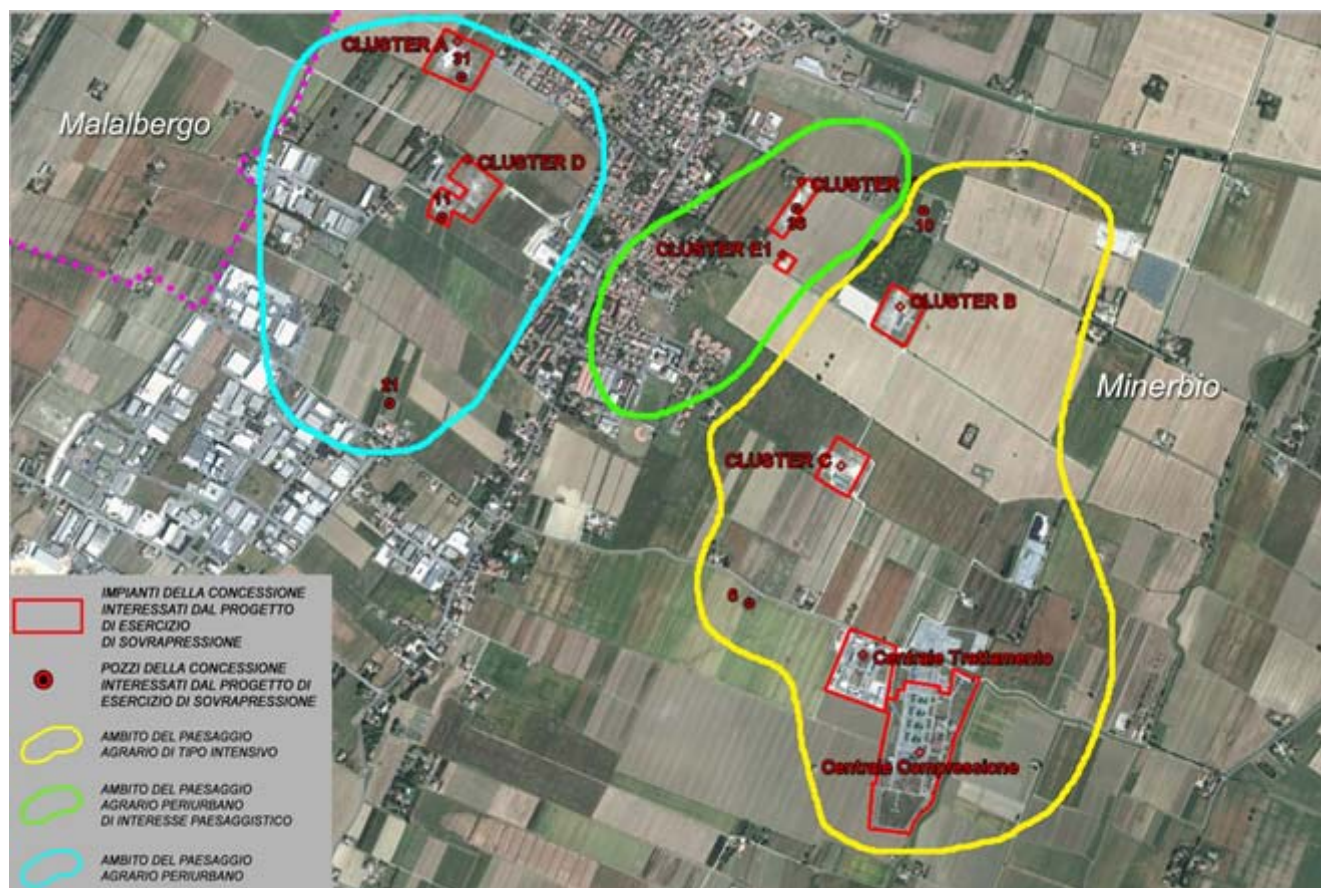 CLUSTER A
31
Malalbergo
CLUSTER D
11
CLUSTER
CLUSTER E1
CLUSTER B
Minerbio
21
CLUSTER C
6
Centrale Trattamento
Centrale Compressione
IMPIANTI DELLA CONCESSIONE
INTERESSATI DAL PROGETTO
DI ESERCIZIO
DI SOVRAPRESSIONE
POZZI DELLA CONCESSIONE
INTERESSATI DAL PROGETTO DI
ESERCIZIO DI SOVRAPRESSIONE
AMBITO DEL PAESAGGIO
AGRARIO DI TIPO INTENSIVO
AMBITO DEL PAESAGGIO
AGRARIO PERIURBANO
DI INTERESSE PAESAGGISTICO
AMBITO DEL PAESAGGIO
AGRARIO PERIURBANO